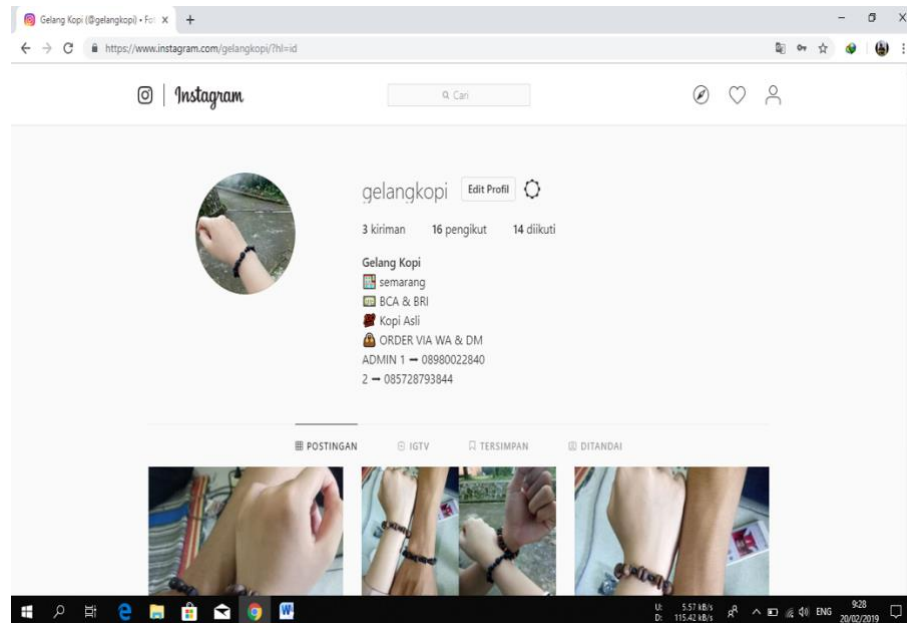 Gelang Kopi (@gelangkopi) • Fot
https://www.instagram.com/gelangkopi/?hl=id
Instagram
Cari
gelangkopi Edit Profil
3 kiriman 16 pengikut 14 diikuti
Gelang Kopi
semarang
BCA & BRI
Kopi Asli
ORDER VIA WA & DM
ADMIN 1 ➡ 08980022840
2 ➡ 085728793844
POSTINGAN IGTV TERSIMPAN DITANDAI
U: 5.57 kB/s
D: 115.42 kB/s
ENG
9:28
20/02/2019